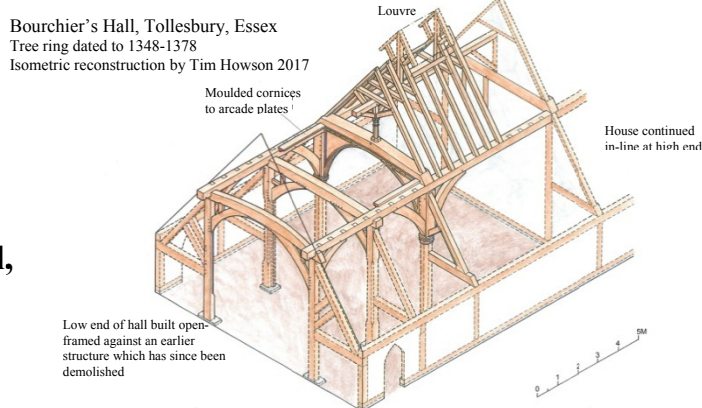 Bourchier's Hall, Tollesbury, Essex
Tree ring dated to 1348-1378
Isometric reconstruction by Tim Howson 2017
Louvre
Moulded cornices
to arcade plates
House continued
in-line at high end
Low end of hall built open-
framed against an earlier
structure which has since been
demolished
0 1 2 3 4 5M